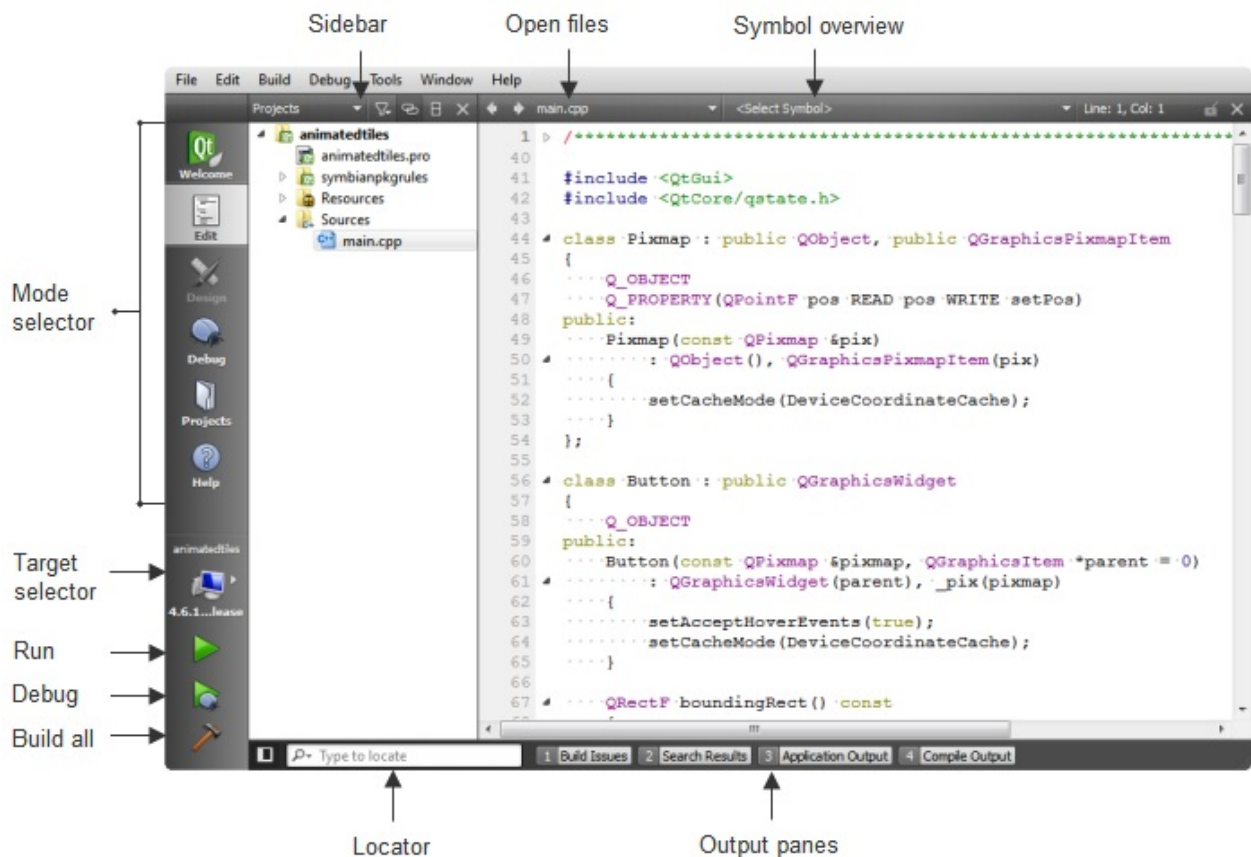 Sidebar
Open files
Symbol overview
File Edit Build Debug Tools Window Help
Projects
main.cpp
<Select Symbol>
Line: 1, Col: 1
Mode selector
Welcome
Edit
Design
Debug
Projects
Help
animatedtiles
animatedtiles.pro
symbianpkgrules
Resources
Sources
main.cpp
1 /***************************************************************
40
41 #include <QtGui>
42 #include <QtCore/qstate.h>
43
44 class Pixmap : public QObject, public QGraphicsPixmapItem
45 {
46 Q_OBJECT
47 Q_PROPERTY(QPointF pos READ pos WRITE setPos)
48 public:
49 Pixmap(const QPixmap &pix)
50 : QObject(), QGraphicsPixmapItem(pix)
51 {
52 setCacheMode(DeviceCoordinateCache);
53 }
54 };
55
56 class Button : public QGraphicsWidget
57 {
58 Q_OBJECT
59 public:
60 Button(const QPixmap &pixmap, QGraphicsItem *parent = 0)
61 : QGraphicsWidget(parent), _pix(pixmap)
62 {
63 setAcceptHoverEvents(true);
64 setCacheMode(DeviceCoordinateCache);
65 }
66
67 QRectF boundingRect() const
Target selector
animatedtiles
4.6.1...lease
Run
Debug
Build all
Type to locate
1 Build Issues 2 Search Results 3 Application Output 4 Compile Output
Locator
Output panes